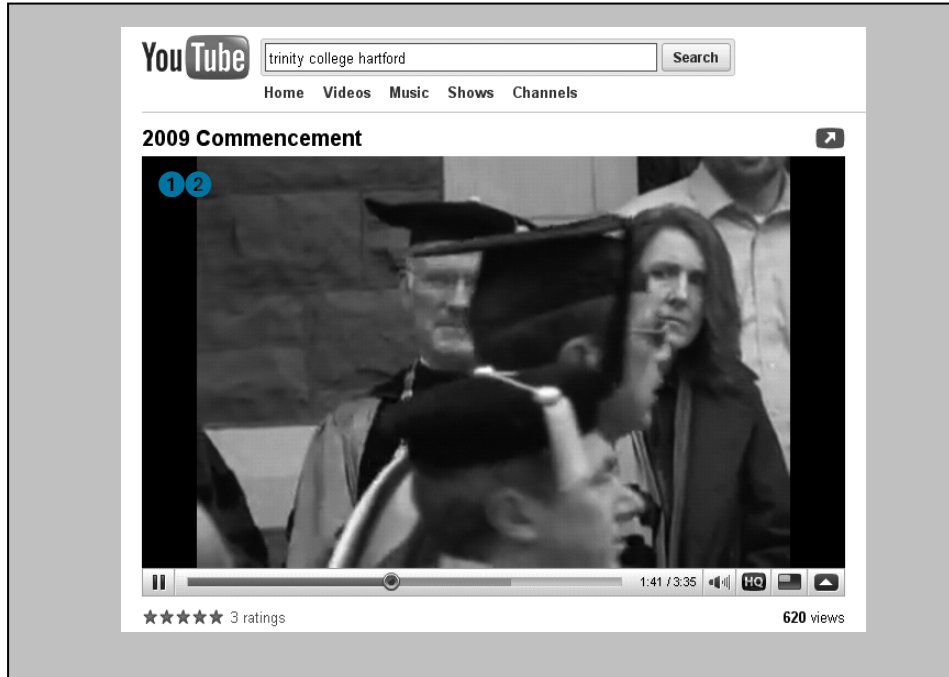 YouTube
trinity college hartford Search
Home Videos Music Shows Channels
2009 Commencement
1 2
1:41 / 3:35 HQ
3 ratings 620 views